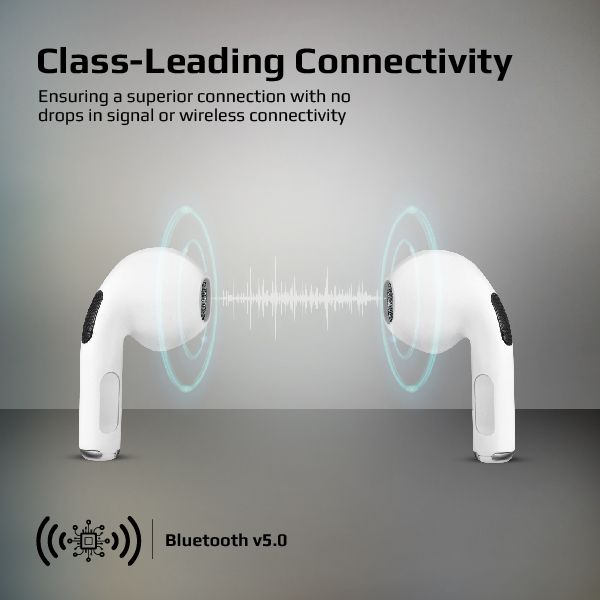 Class-Leading Connectivity
Ensuring a superior connection with no
drops in signal or wireless connectivity
Bluetooth v5.0